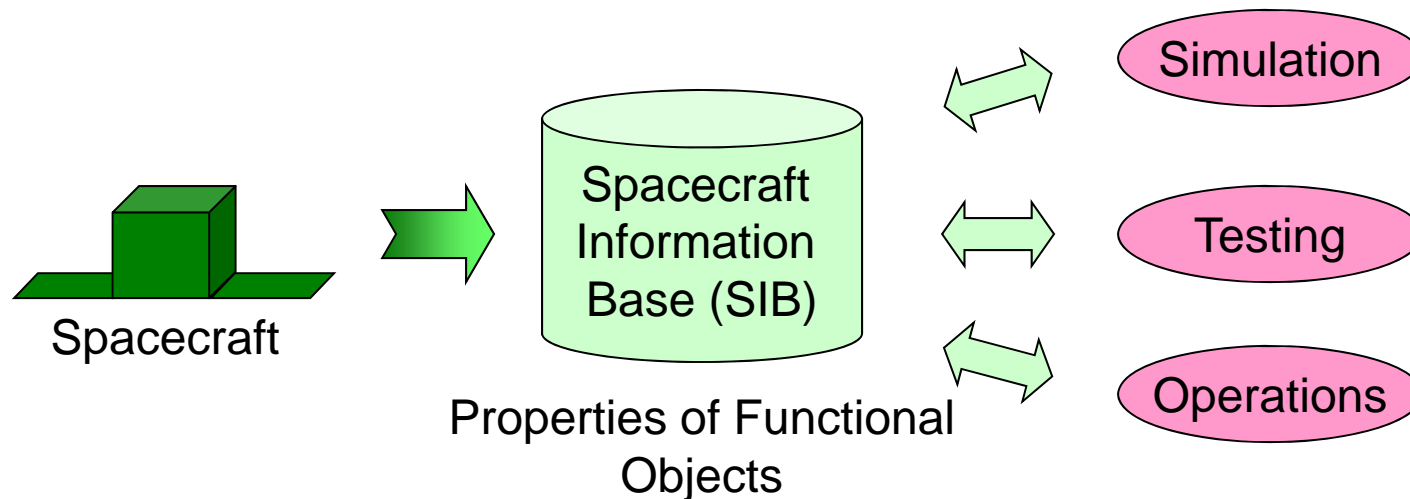 Spacecraft
Spacecraft
Information
Base (SIB)
Properties of Functional
Objects
Simulation
Testing
Operations